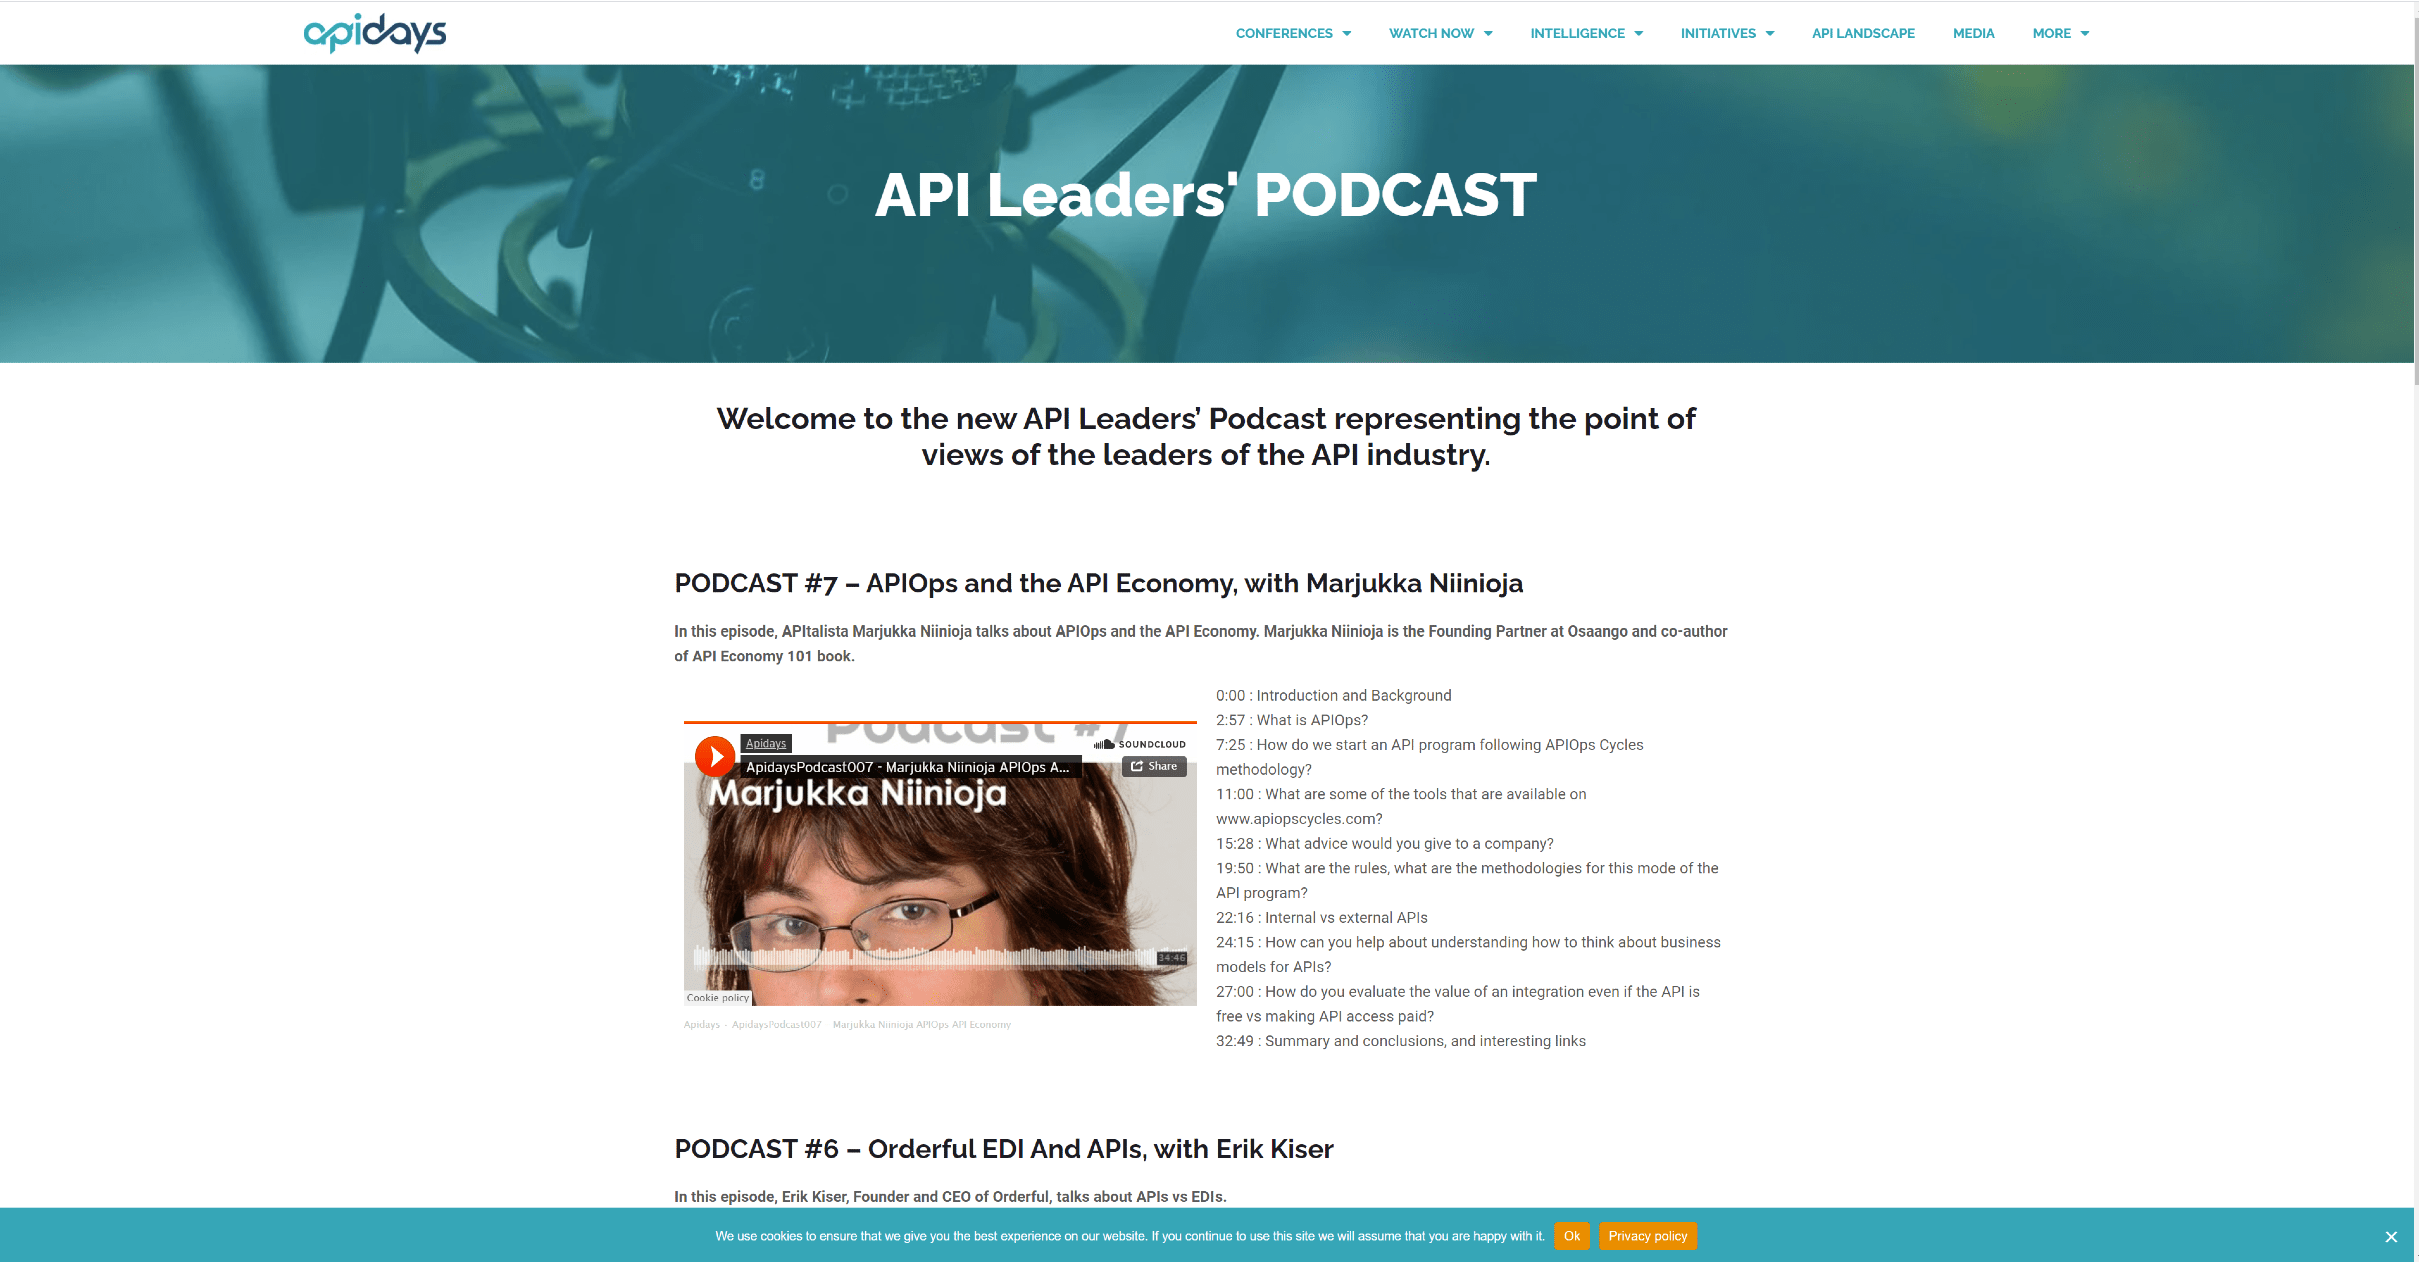 apidays
CONFERENCES
WATCH NOW
INTELLIGENCE
INITIATIVES
API LANDSCAPE
MEDIA
MORE
8
API Leaders' PODCAST
Welcome to the new API Leaders’ Podcast representing the point of
views of the leaders of the API industry.
PODCAST #7 – APIOps and the API Economy, with Marjukka Niinioja
In this episode, APItalista Marjukka Niinioja talks about APIOps and the API Economy. Marjukka Niinioja is the Founding Partner at Osaango and co-author
of API Economy 101 book.
Podcast #7
Apidays
SOUNDCLOUD
ApidaysPodcast007 - Marjukka Niinioja APIOps A...
Share
Marjukka Niinioja
34:46
Cookie policy
Apidays · ApidaysPodcast007 Marjukka Niinioja APIOps API Economy
0:00 : Introduction and Background
2:57 : What is APIOps?
7:25 : How do we start an API program following APIOps Cycles
methodology?
11:00 : What are some of the tools that are available on
www.apiopscycles.com?
15:28 : What advice would you give to a company?
19:50 : What are the rules, what are the methodologies for this mode of the
API program?
22:16 : Internal vs external APIs
24:15 : How can you help about understanding how to think about business
models for APIs?
27:00 : How do you evaluate the value of an integration even if the API is
free vs making API access paid?
32:49 : Summary and conclusions, and interesting links
PODCAST #6 – Orderful EDI And APIs, with Erik Kiser
In this episode, Erik Kiser, Founder and CEO of Orderful, talks about APIs vs EDIs.
We use cookies to ensure that we give you the best experience on our website. If you continue to use this site we will assume that you are happy with it.
Ok
Privacy policy